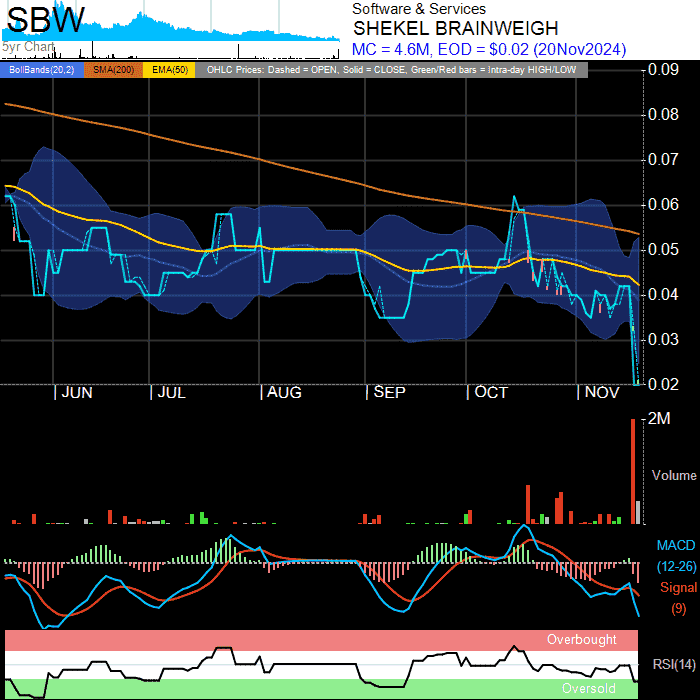 SBW
Software & Services
SHEKEL BRAINWEIGH
5yr Chart
MC = 4.6M, EOD = $0.02 (20Nov2024)
BollBands(20,2) SMA(200) EMA(50) OHLC Prices: Dashed = OPEN, Solid = CLOSE, Green/Red bars = Intra-day HIGH/LOW
0.09
0.08
0.07
0.06
0.05
0.04
0.03
0.02
JUN JUL AUG SEP OCT NOV
2M
Volume
MACD
(12-26)
Signal
(9)
Overbought
RSI(14)
Oversold